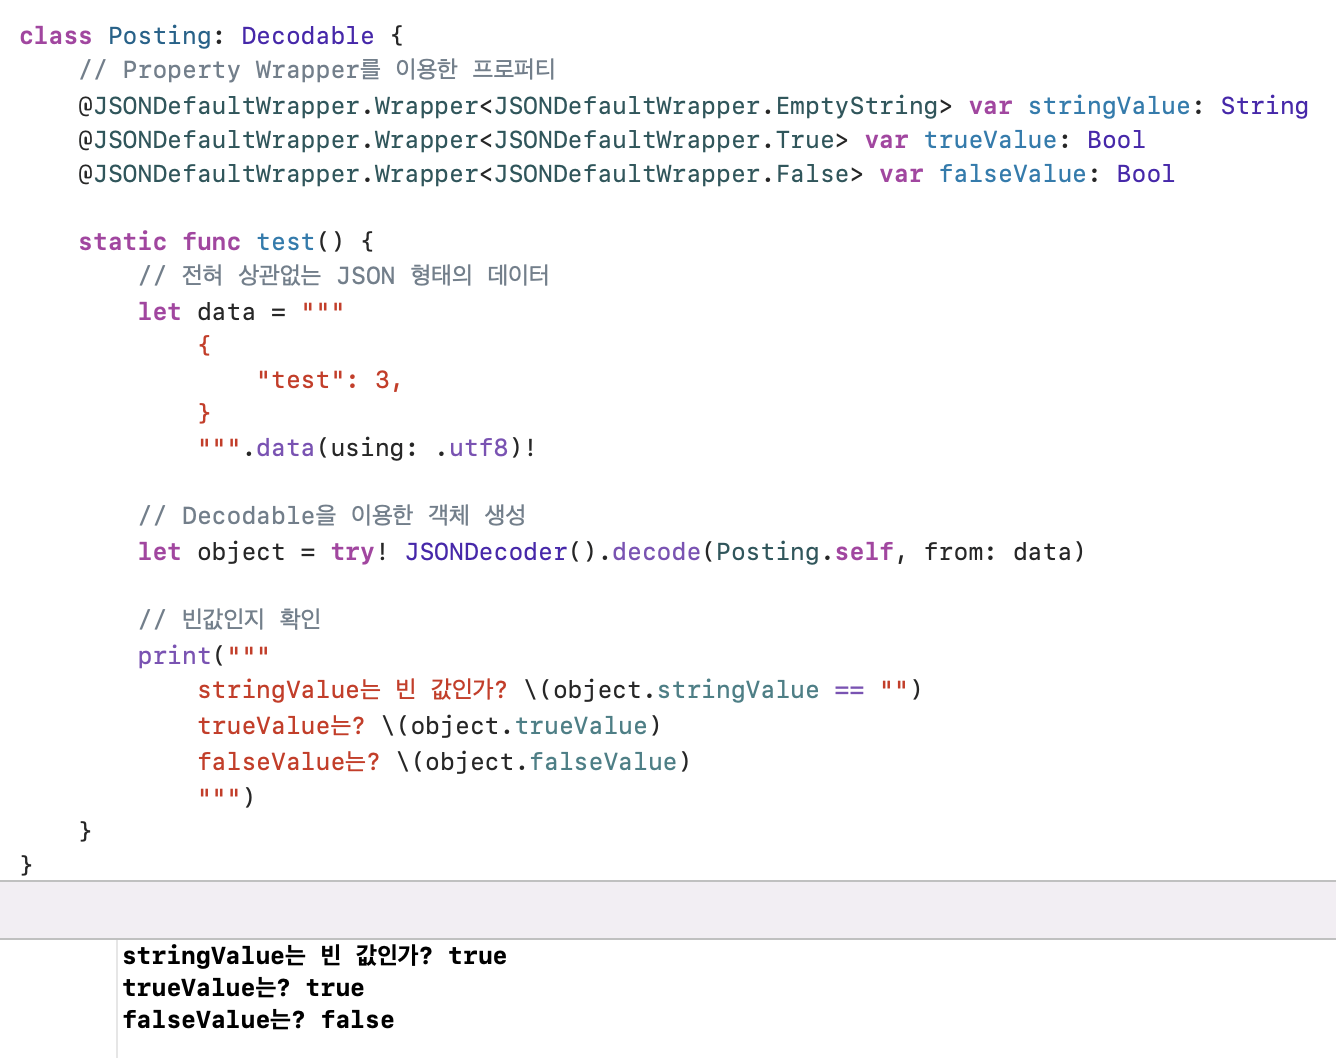 class Posting: Decodable {
    // Property Wrapper를 이용한 프로퍼티
    @JSONDefaultWrapper.Wrapper<JSONDefaultWrapper.EmptyString> var stringValue: String
    @JSONDefaultWrapper.Wrapper<JSONDefaultWrapper.True> var trueValue: Bool
    @JSONDefaultWrapper.Wrapper<JSONDefaultWrapper.False> var falseValue: Bool

    static func test() {
        // 전혀 상관없는 JSON 형태의 데이터
        let data = """
            {
                "test": 3,
            }
            """.data(using: .utf8)!

        // Decodable을 이용한 객체 생성
        let object = try! JSONDecoder().decode(Posting.self, from: data)

        // 빈값인지 확인
        print("""
            stringValue는 빈 값인가? \(object.stringValue == "")
            trueValue는? \(object.trueValue)
            falseValue는? \(object.falseValue)
            """)
    }
}
stringValue는 빈 값인가? true
trueValue는? true
falseValue는? false